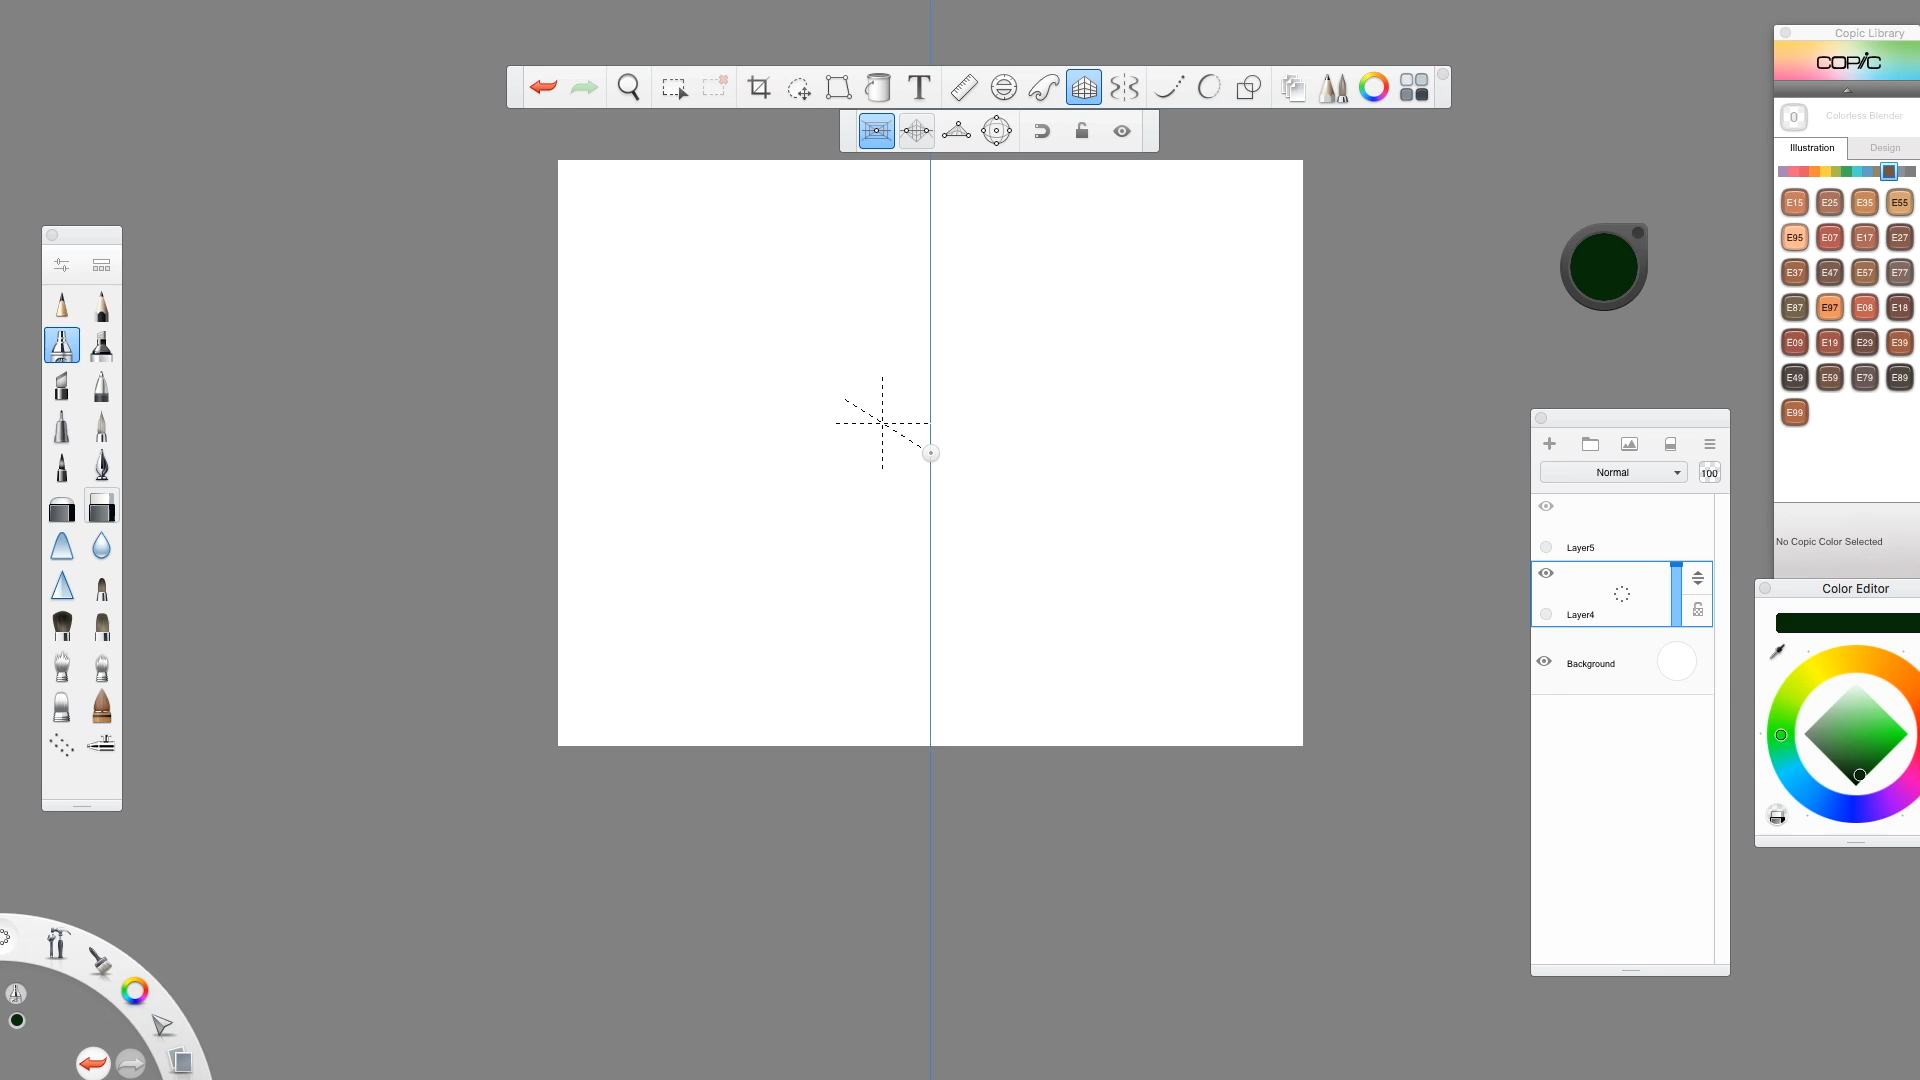 Copic Library
COPIC
T
0 Colorless Blender
Illustration Design
E15 E25 E35 E55
E95 E07 E17 E27
E37 E47 E57 E77
E87 E97 E08 E18
E09 E19 E29 E39
E49 E59 E79 E89
E99
No Copic Color Selected
Normal 100
Layer5
Layer4
Background
Color Editor